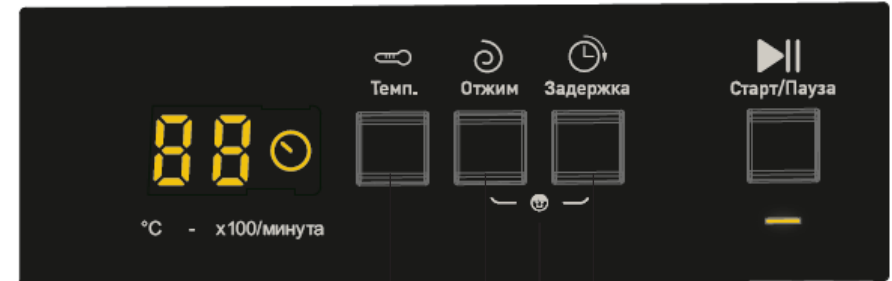 Темп.
Отжим
Задержка
Старт/Пауза
88
°C - x100/минута